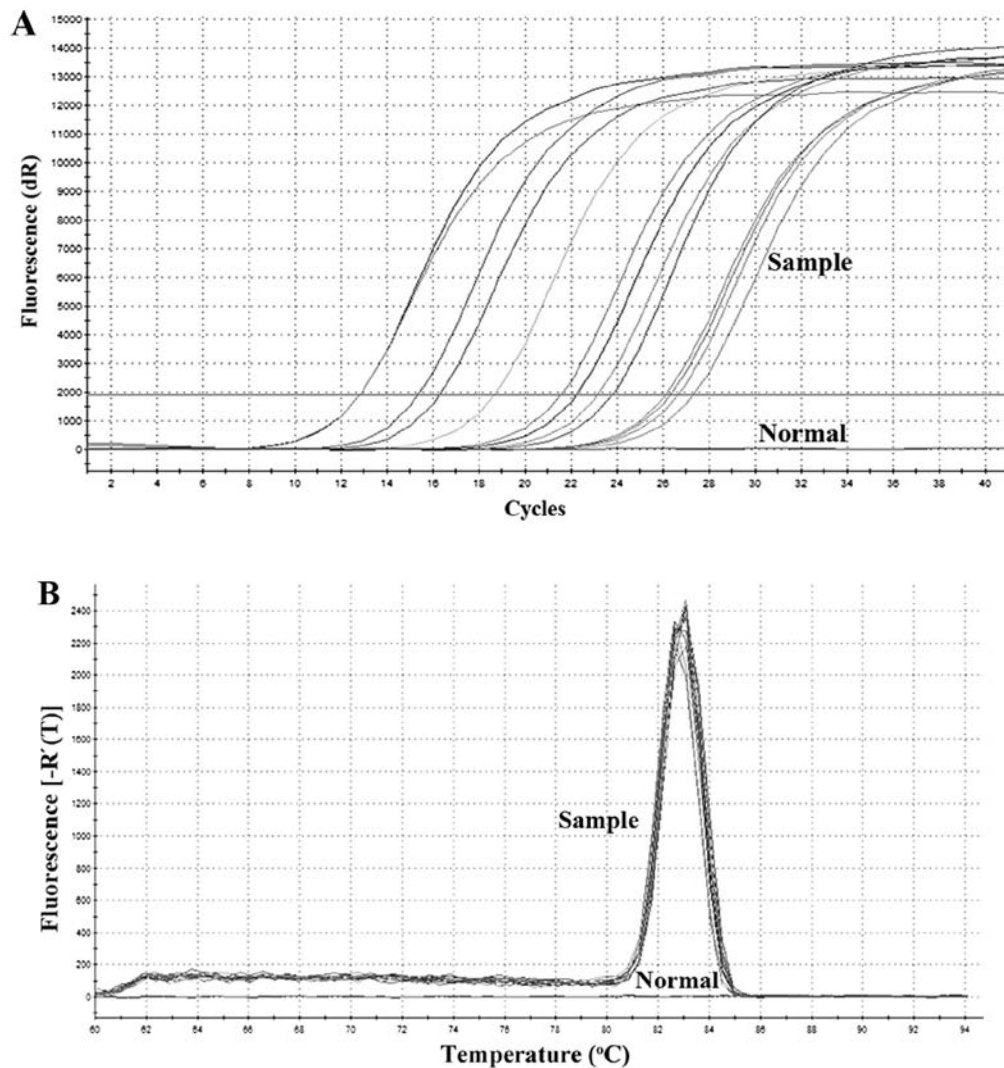 A
15000
14000
13000
12000
11000
10000
9000
8000
7000
6000
5000
4000
3000
2000
1000
0
Fluorescence (dR)
Sample
Normal
2 4 6 8 10 12 14 16 18 20 22 24 26 28 30 32 34 36 38 40
Cycles
B
2400
2200
2000
1800
1600
1400
1200
1000
800
600
400
200
0
Fluorescence [-R´(T)]
Sample
Normal
60 62 64 66 68 70 72 74 76 78 80 82 84 86 88 90 92 94
Temperature (ºC)